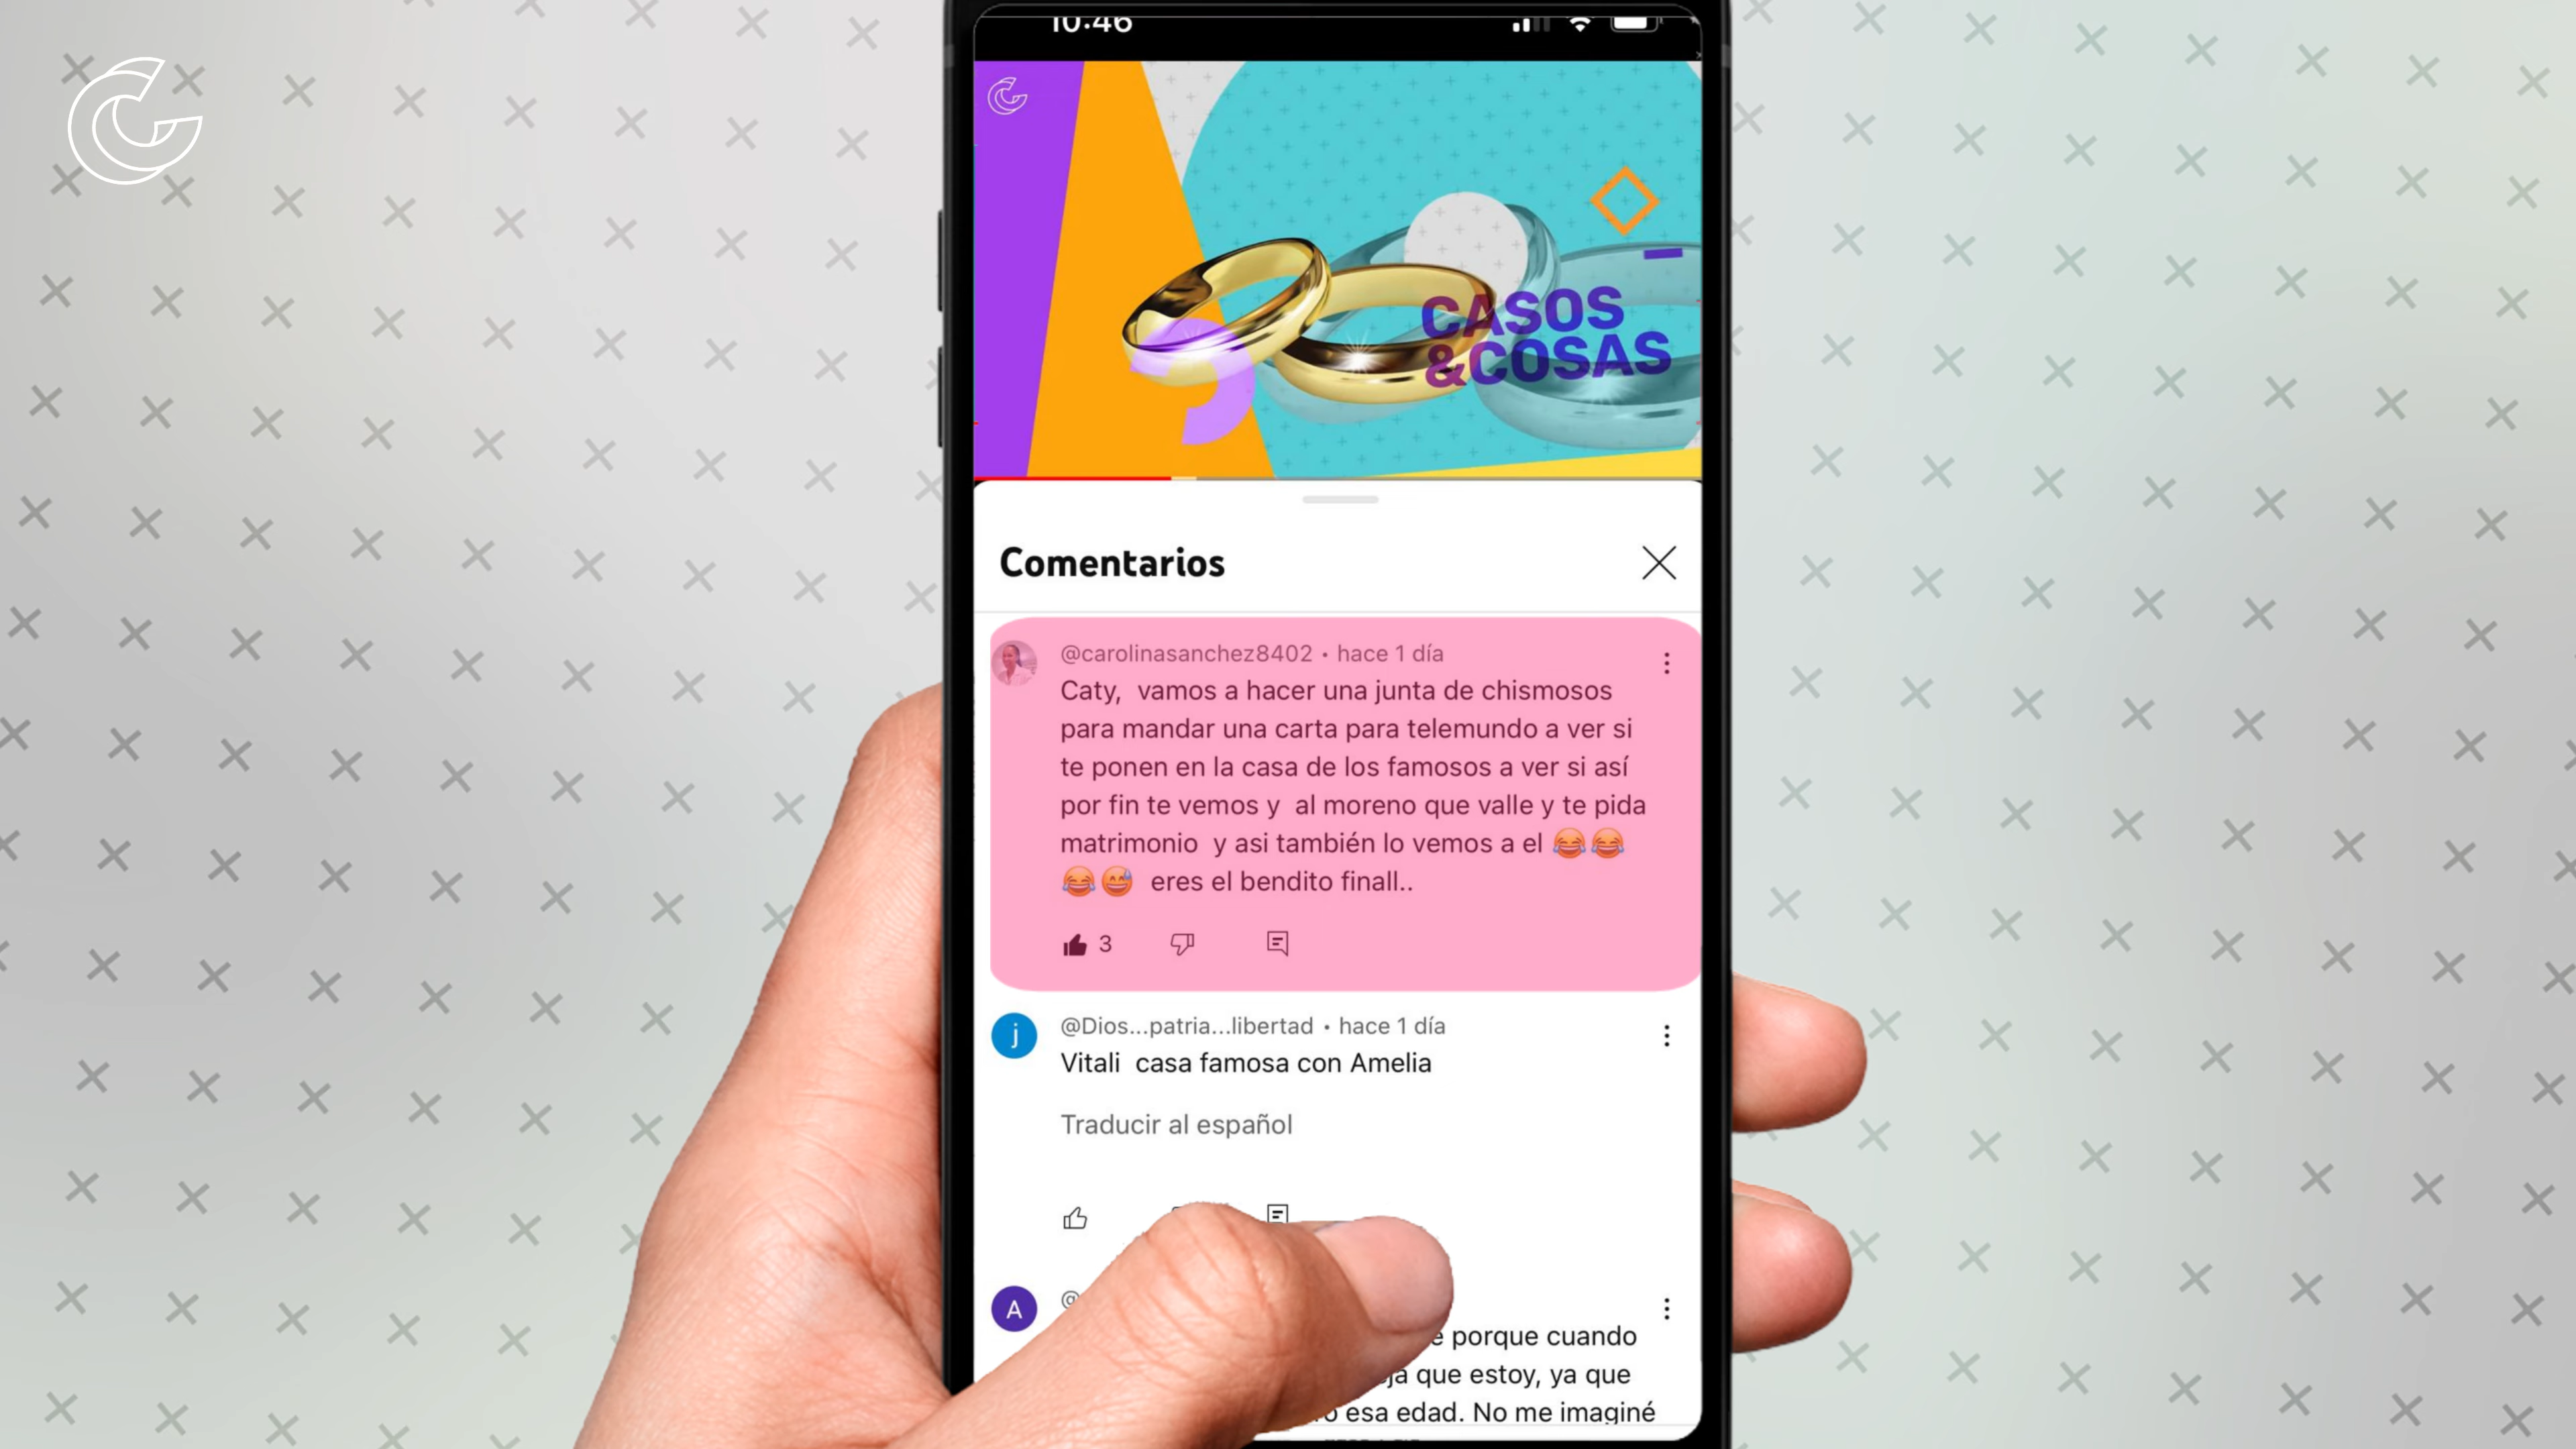 10:46
CASOS
&COSAS
Comentarios
@carolinasanchez8402 • hace 1 día
Caty, vamos a hacer una junta de chismosos
para mandar una carta para telemundo a ver si
te ponen en la casa de los famosos a ver si así
por fin te vemos y al moreno que valle y te pida
matrimonio y asi también lo vemos a el 😂😂
😂😅 eres el bendito finall..
3
j
@Dios...patria...libertad • hace 1 día
Vitali casa famosa con Amelia
Traducir al español
A
@
porque cuando
que estoy, ya que
esa edad. No me imaginé